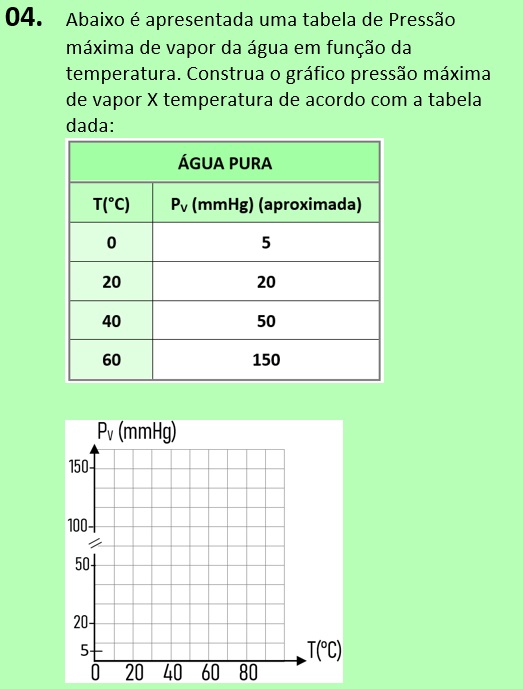 04. Abaixo é apresentada uma tabela de Pressão
máxima de vapor da água em função da
temperatura. Construa o gráfico pressão máxima
de vapor X temperatura de acordo com a tabela
dada:
ÁGUA PURA
T(°C) Pv (mmHg) (aproximada)
0 5
20 20
40 50
60 150
Pv (mmHg)
150
100
50
20
5
T(°C)
0 20 40 60 80